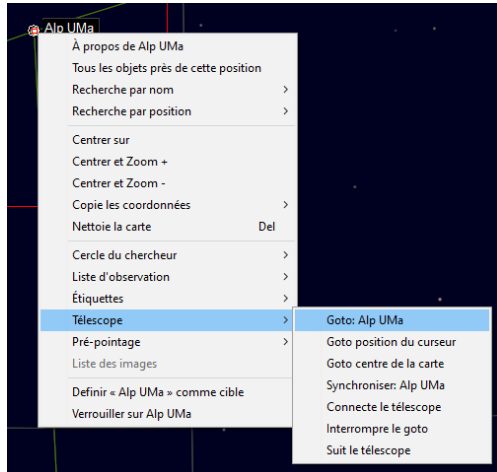 Alp UMa
À propos de Alp UMa
Tous les objets près de cette position
Recherche par nom
Recherche par position
Centrer sur
Centrer et Zoom +
Centrer et Zoom -
Copie les coordonnées
Nettoie la carte Del
Cercle du chercheur
Liste d'observation
Étiquettes
Télescope
Pré-pointage
Liste des images
Definir « Alp UMa » comme cible
Verrouiller sur Alp UMa
Goto: Alp UMa
Goto position du curseur
Goto centre de la carte
Synchroniser: Alp UMa
Connecte le télescope
Interrompre le goto
Suit le télescope